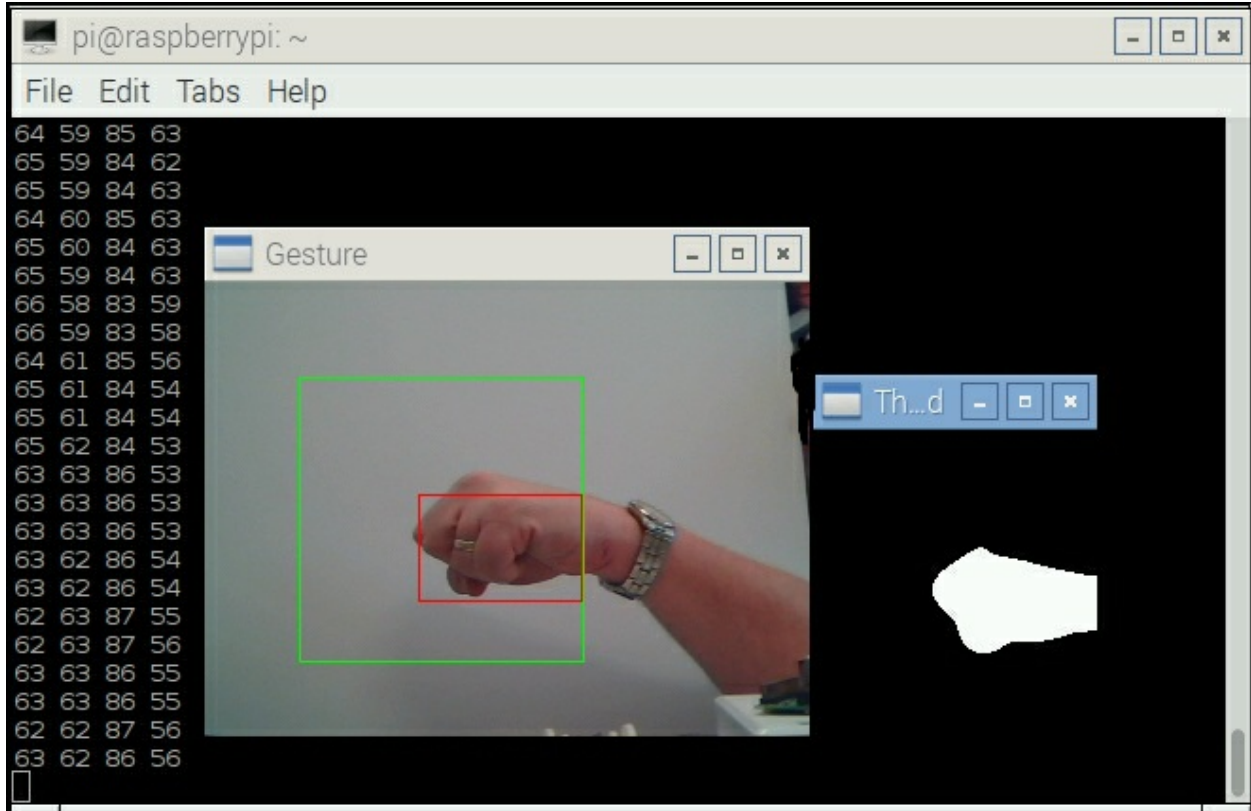 pi@raspberrypi: ~
File Edit Tabs Help
64 59 85 63
65 59 84 62
65 59 84 63
64 60 85 63
65 60 84 63
65 59 84 63
66 58 83 59
66 59 83 58
64 61 85 56
65 61 84 54
65 61 84 54
65 62 84 53
63 63 86 53
63 63 86 53
63 63 86 53
63 62 86 54
63 62 86 54
62 63 87 55
62 63 87 56
63 63 86 55
63 63 86 55
62 62 87 56
63 62 86 56
Gesture
Th...d